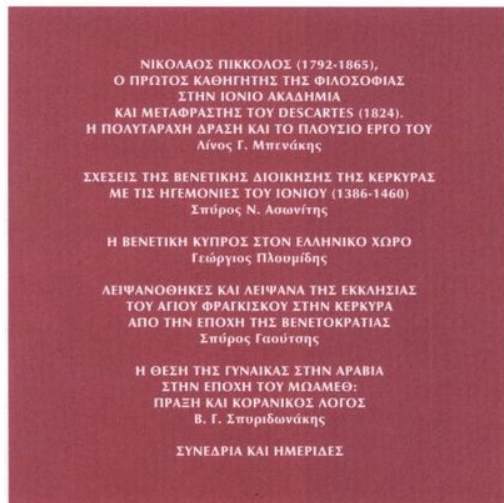 ΝΙΚΟΛΑΟΣ ΠΙΚΚΟΛΟΣ (1792-1865),
Ο ΠΡΩΤΟΣ ΚΑΘΗΓΗΤΗΣ ΤΗΣ ΦΙΛΟΣΟΦΙΑΣ
ΣΤΗΝ ΙΟΝΙΟ ΑΚΑΔΗΜΙΑ
ΚΑΙ ΜΕΤΑΦΡΑΣΤΗΣ ΤΟΥ DESCARTES (1824).
Η ΠΟΛΥΤΑΡΑΧΗ ΔΡΑΣΗ ΚΑΙ ΤΟ ΠΛΟΥΣΙΟ ΕΡΓΟ ΤΟΥ
Λίνος Γ. Μπενάκης
ΣΧΕΣΕΙΣ ΤΗΣ ΒΕΝΕΤΙΚΗΣ ΔΙΟΙΚΗΣΗΣ ΤΗΣ ΚΕΡΚΥΡΑΣ
ΜΕ ΤΙΣ ΗΓΕΜΟΝΙΕΣ ΤΟΥ ΙΟΝΙΟΥ (1386-1460)
Σπύρος Ν. Ασωνίτης
Η ΒΕΝΕΤΙΚΗ ΚΥΠΡΟΣ ΣΤΟΝ ΕΛΛΗΝΙΚΟ ΧΩΡΟ
Γεώργιος Πλουμίδης
ΛΕΙΨΑΝΟΘΗΚΕΣ ΚΑΙ ΛΕΙΨΑΝΑ ΤΗΣ ΕΚΚΛΗΣΙΑΣ
ΤΟΥ ΑΓΙΟΥ ΦΡΑΓΚΙΣΚΟΥ ΣΤΗΝ ΚΕΡΚΥΡΑ
ΑΠΟ ΤΗΝ ΕΠΟΧΗ ΤΗΣ ΒΕΝΕΤΟΚΡΑΤΙΑΣ
Σπύρος Γαούτσης
Η ΘΕΣΗ ΤΗΣ ΓΥΝΑΙΚΑΣ ΣΤΗΝ ΑΡΑΒΙΑ
ΣΤΗΝ ΕΠΟΧΗ ΤΟΥ ΜΩΑΜΕΘ:
ΠΡΑΞΗ ΚΑΙ ΚΟΡΑΝΙΚΟΣ ΛΟΓΟΣ
Β. Γ. Σπυριδωνάκης
ΣΥΝΕΔΡΙΑ ΚΑΙ ΗΜΕΡΙΔΕΣ